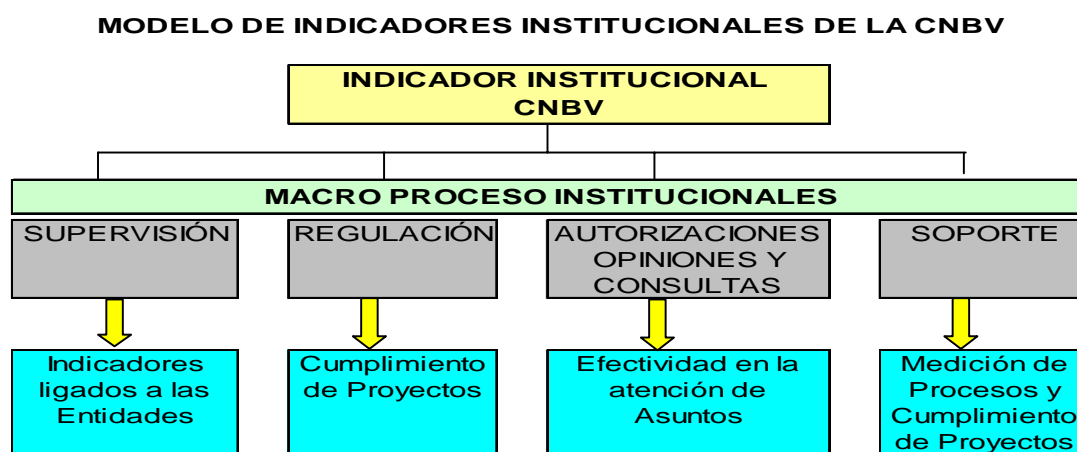 MODELO DE INDICADORES INSTITUCIONALES DE LA CNBV
INDICADOR INSTITUCIONAL
CNBV
MACRO PROCESO INSTITUCIONALES
SUPERVISIÓN
REGULACIÓN
AUTORIZACIONES
OPINIONES Y
CONSULTAS
SOPORTE
Indicadores
ligados a las
Entidades
Cumplimiento
de Proyectos
Efectividad en la
atención de
Asuntos
Medición de
Procesos y
Cumplimiento
de Proyectos